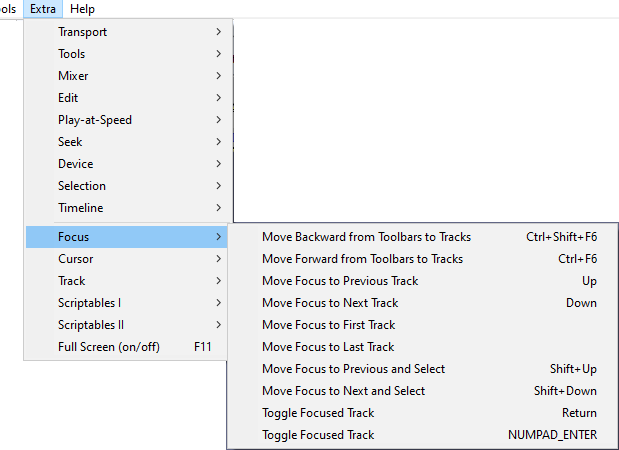 ols Extra Help
Transport
Tools
Mixer
Edit
Play-at-Speed
Seek
Device
Selection
Timeline
Focus
Cursor
Track
Scriptables I
Scriptables II
Full Screen (on/off) F11
Move Backward from Toolbars to Tracks Ctrl+Shift+F6
Move Forward from Toolbars to Tracks Ctrl+F6
Move Focus to Previous Track Up
Move Focus to Next Track Down
Move Focus to First Track
Move Focus to Last Track
Move Focus to Previous and Select Shift+Up
Move Focus to Next and Select Shift+Down
Toggle Focused Track Return
Toggle Focused Track NUMPAD_ENTER